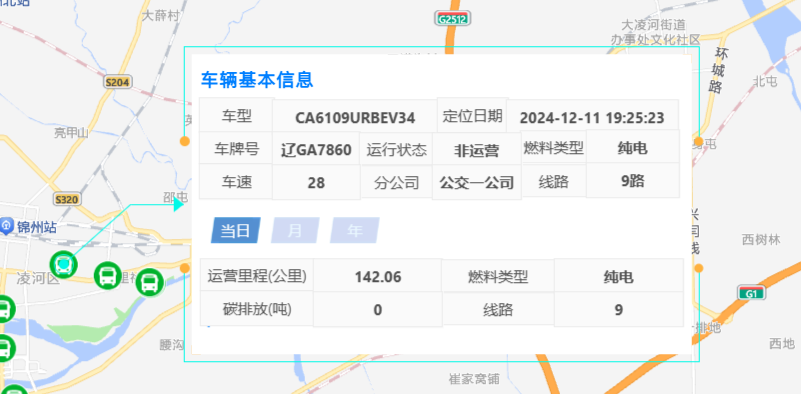 大薛村
G2512
大凌河街道
办事处文化社区
环城路
S204
北屯
亮甲山
S320
锦州站
凌河区
兴同线
西树林
G1
西地
腰沟
崔家窝铺
车辆基本信息
车型 CA6109URBEV34 定位日期 2024-12-11 19:25:23
车牌号 辽GA7860 运行状态 非运营 燃料类型 纯电
车速 28 分公司 公交一公司 线路 9路
当日 月 年
运营里程(公里) 142.06 燃料类型 纯电
碳排放(吨) 0 线路 9